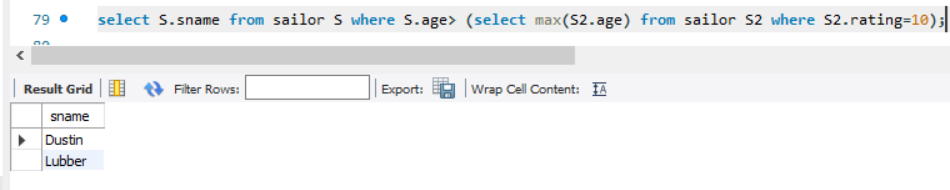 79 select S.sname from sailor S where S.age> (select max(S2.age) from sailor S2 where S2.rating=10);
Result Grid Filter Rows: Export: Wrap Cell Content: IA
sname
Dustin
Lubber